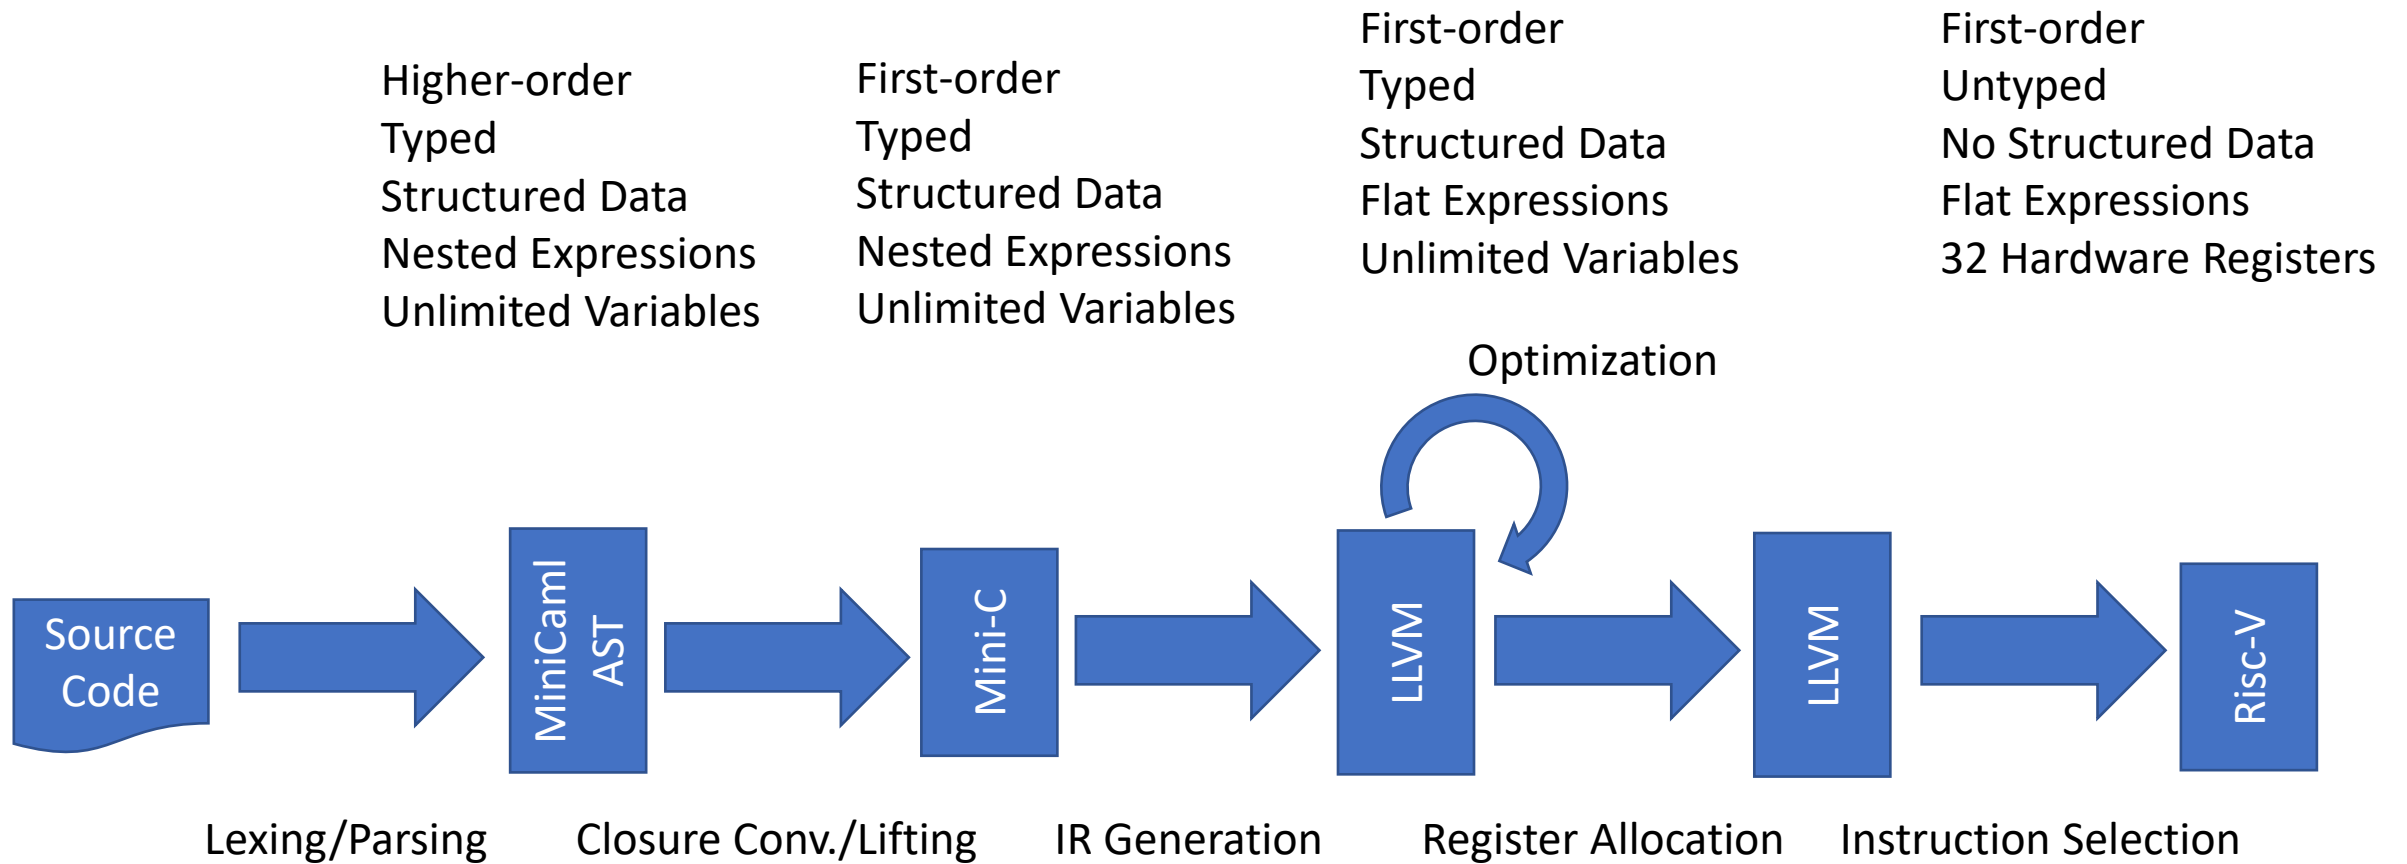 Higher-order
Typed
Structured Data
Nested Expressions
Unlimited Variables
First-order
Typed
Structured Data
Nested Expressions
Unlimited Variables
First-order
Typed
Structured Data
Flat Expressions
Unlimited Variables
First-order
Untyped
No Structured Data
Flat Expressions
32 Hardware Registers
Optimization
Source
Code
MiniCaml
AST
Mini-C
LLVM
LLVM
Risc-V
Lexing/Parsing
Closure Conv./Lifting
IR Generation
Register Allocation
Instruction Selection